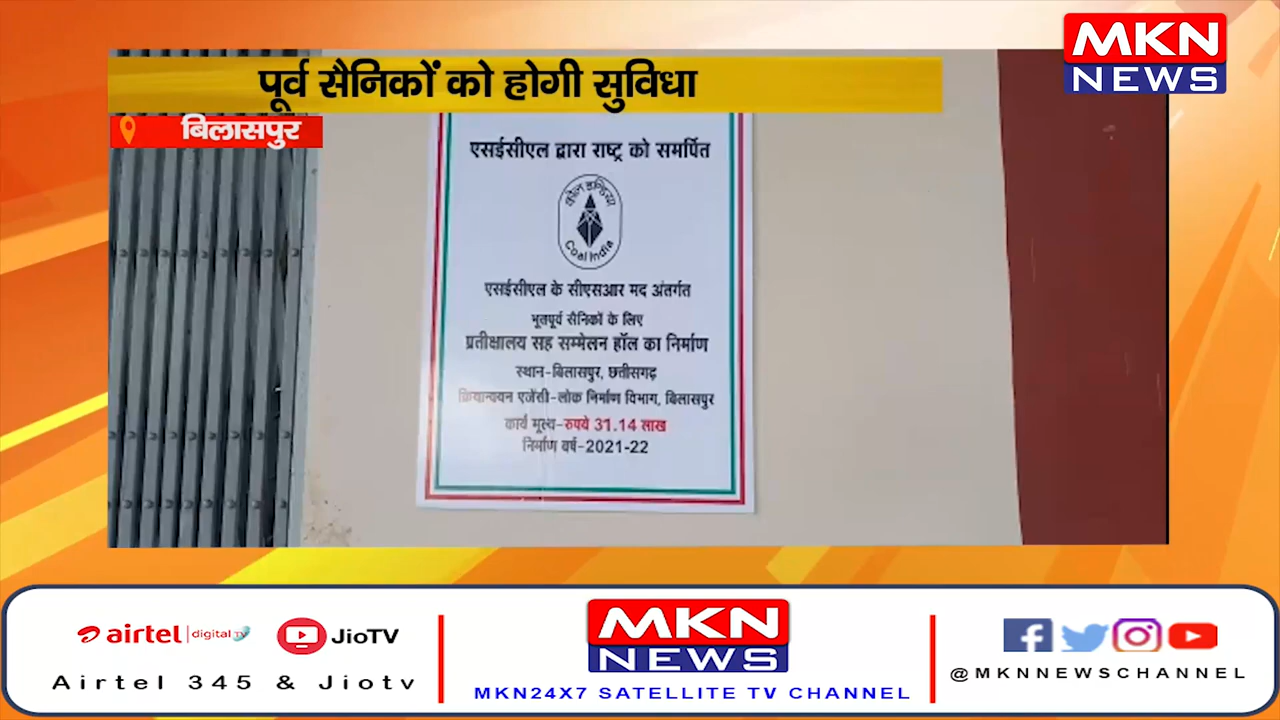 MKN
NEWS
पूर्व सैनिकों को होगी सुविधा
बिलासपुर
एसईसीएल द्वारा राष्ट्र को समर्पित
कोल इन्डिया
Coal India
एसईसीएल के सीएसआर मद अंतर्गत
भूतपूर्व सैनिकों के लिए
प्रतीक्षालय सह सम्मेलन हॉल का निर्माण
स्थान-बिलासपुर, छत्तीसगढ़
क्रियान्वयन एजेंसी-लोक निर्माण विभाग, बिलासपुर
कार्य मूल्य-रुपये 31.14 लाख
निर्माण वर्ष-2021-22
airtel digital TV
JioTV
Airtel 345 & Jiotv
MKN
NEWS
MKN24X7 SATELLITE TV CHANNEL
@MKNNEWSCHANNEL